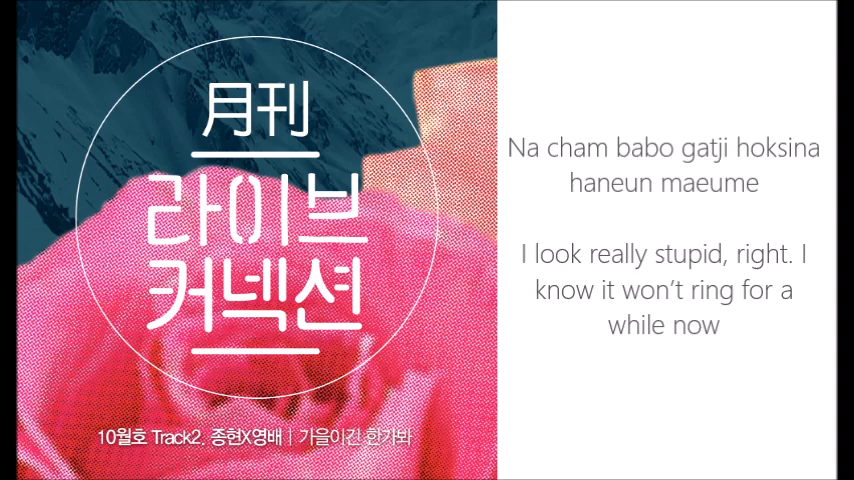 月刊
라이브
커넥션
10월호 Track2. 종현X영배 | 가을이긴 한가봐
Na cham babo gatji hoksina
haneun maeume
I look really stupid, right. I
know it won't ring for a
while now